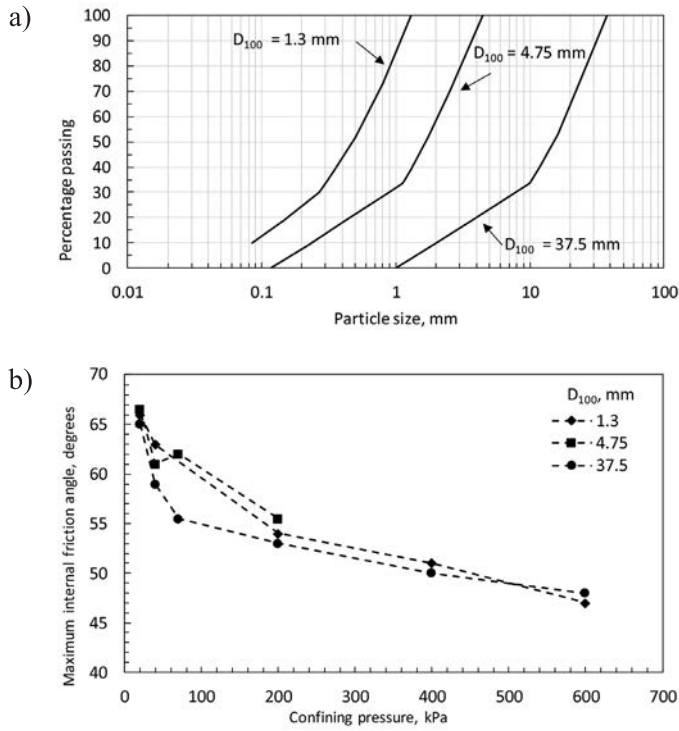 a)
100
90
80
70
60
50
40
30
20
10
0
Percentage passing
D100 = 1.3 mm
D100 = 4.75 mm
D100 = 37.5 mm
0.01 0.1 1 10 100
Particle size, mm
b)
70
65
60
55
50
45
40
Maximum internal friction angle, degrees
D100, mm
1.3
4.75
37.5
0 100 200 300 400 500 600 700
Confining pressure, kPa